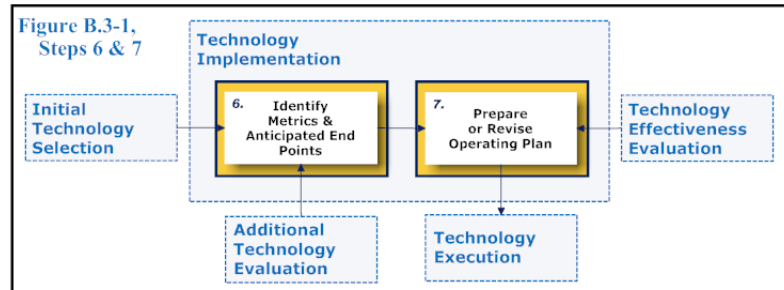 Figure B.3-1,
Steps 6 & 7
Technology
Implementation
Initial
Technology
Selection
6.
Identify
Metrics &
Anticipated End
Points
7.
Prepare
or Revise
Operating Plan
Technology
Effectiveness
Evaluation
Additional
Technology
Evaluation
Technology
Execution